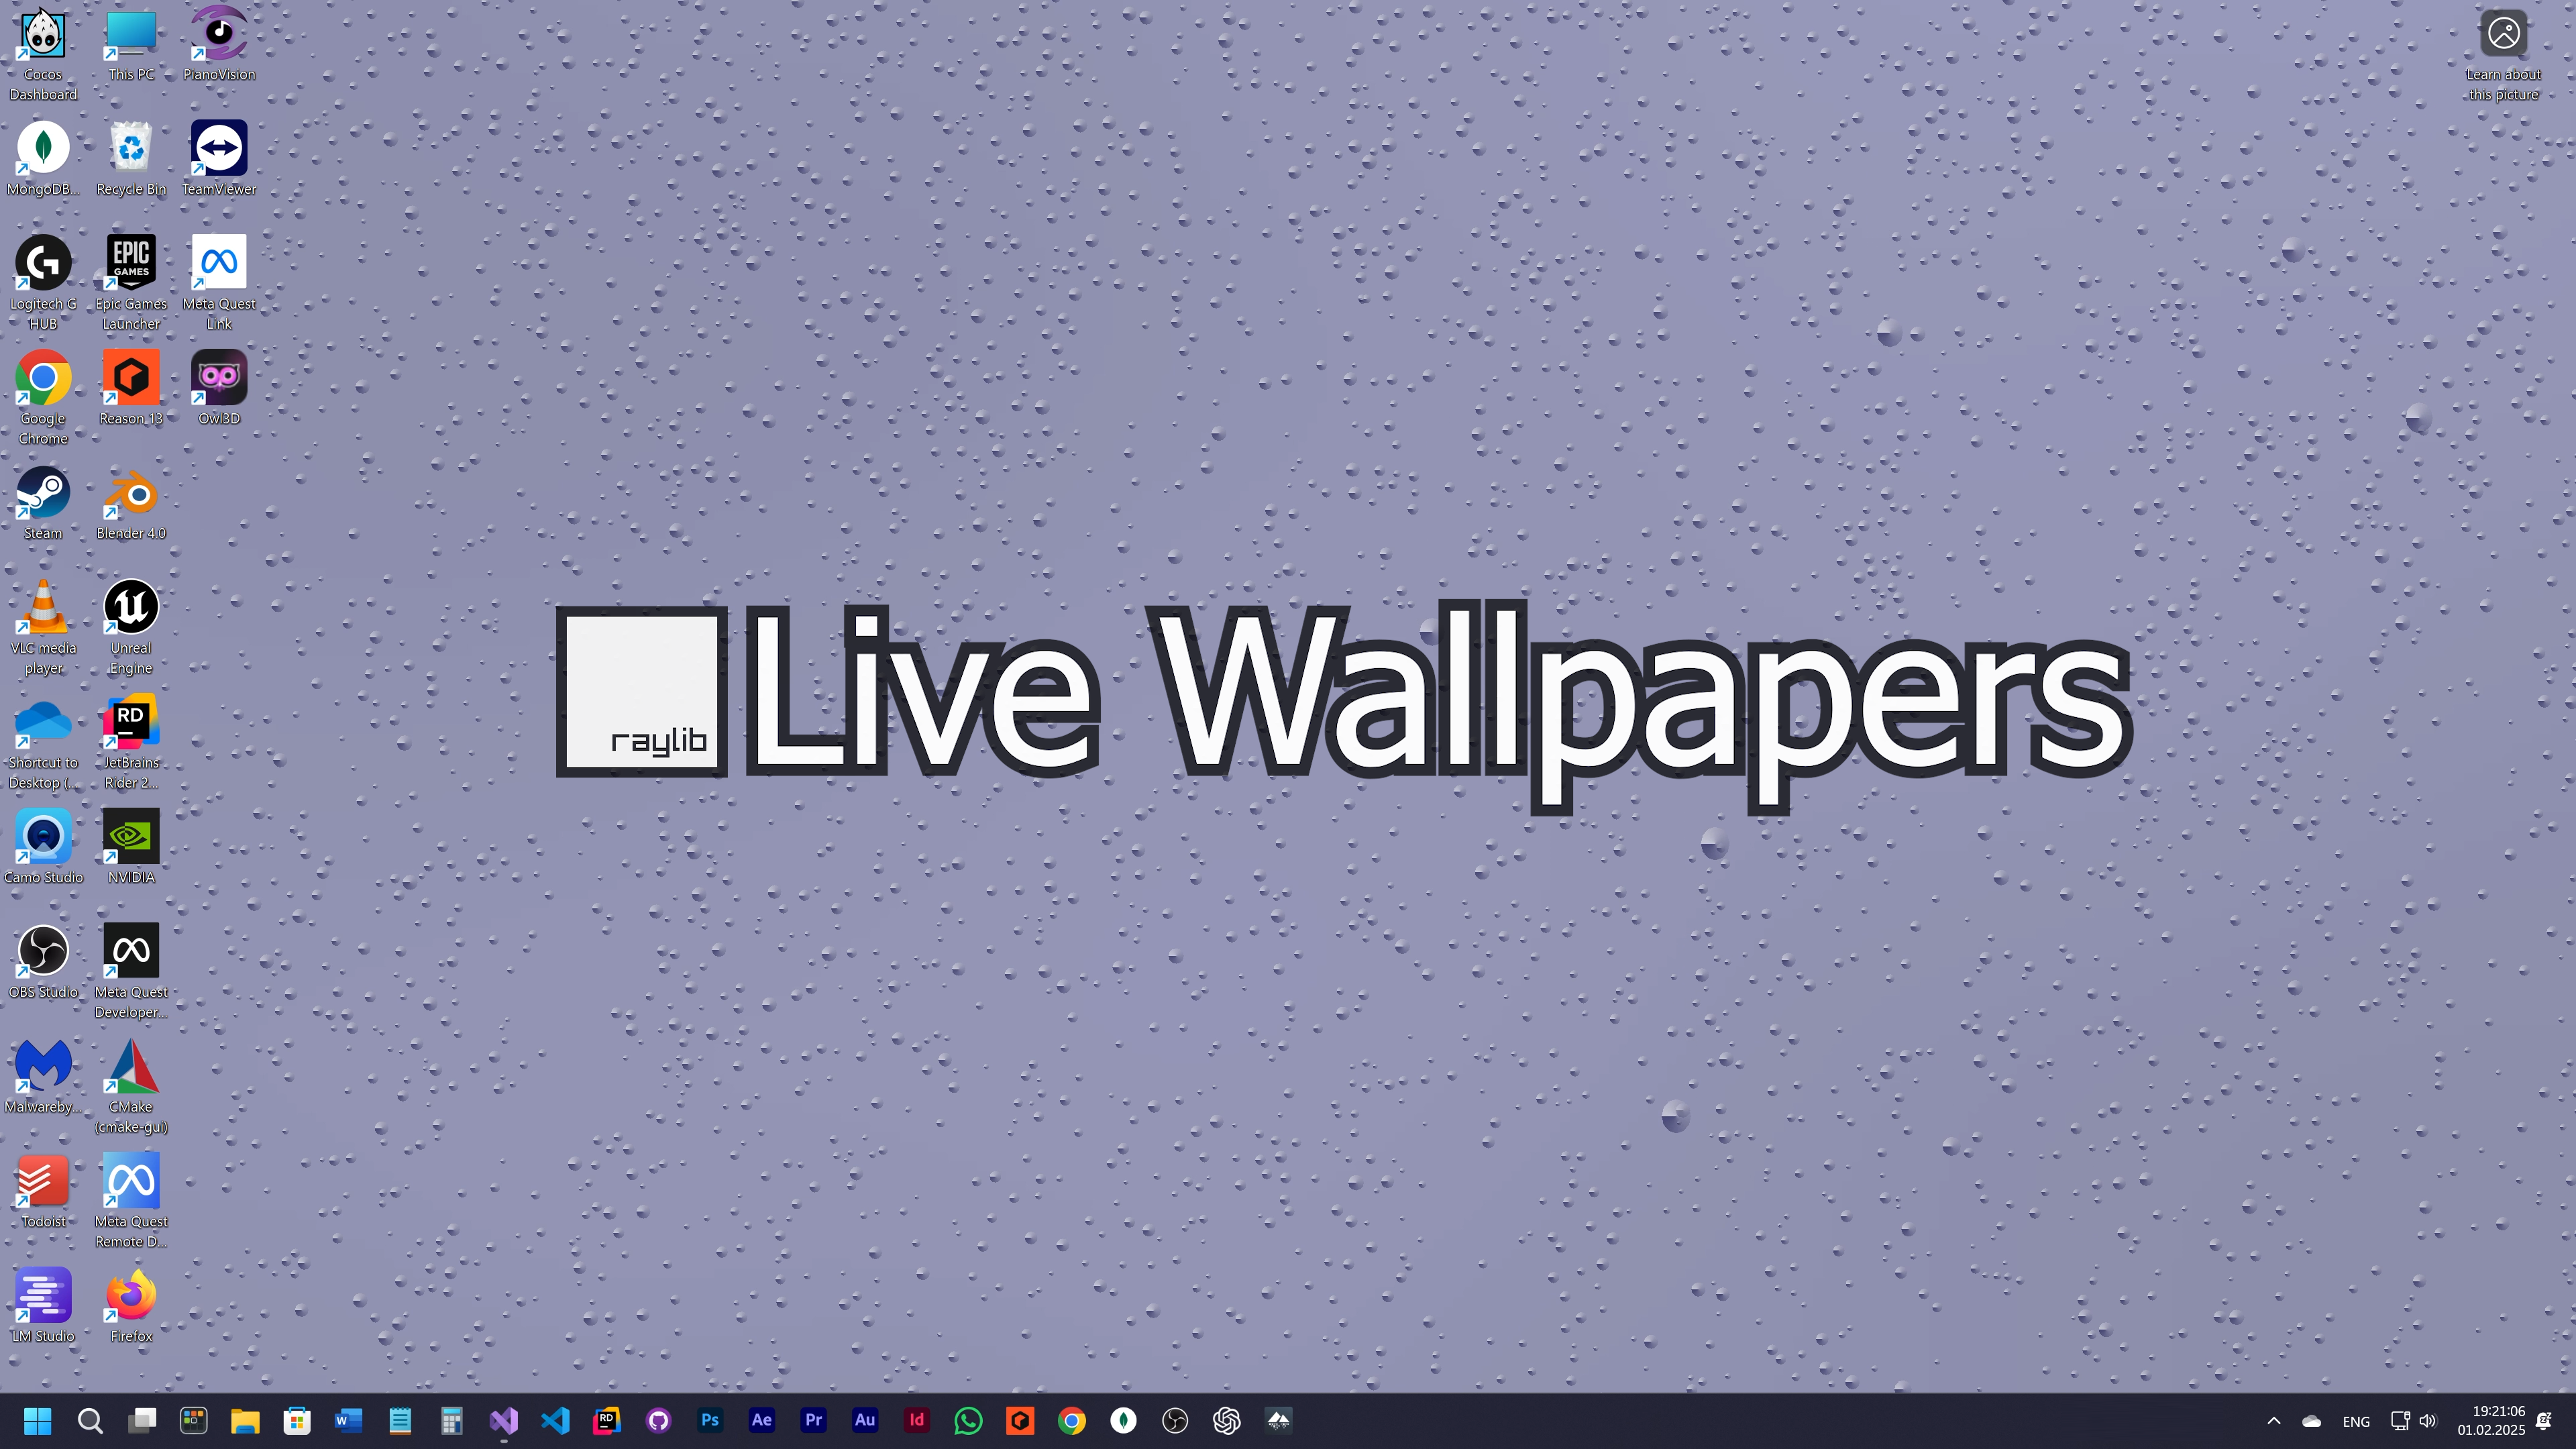 Cocos
Dashboard
This PC
PianoVision
Learn about
this picture
MongoDB...
Recycle Bin
TeamViewer
Logitech G
HUB
EPIC
GAMES
Epic Games
Launcher
Meta Quest
Link
Google
Chrome
Reason 13
Owl3D
Steam
Blender 4.0
VLC media
player
Unreal
Engine
raylib
Live Wallpapers
RD
Shortcut to
Desktop (...
JetBrains
Rider 2...
Camo Studio
NVIDIA
OBS Studio
Meta Quest
Developer...
Malwareby...
CMake
(cmake-gui)
Todoist
Meta Quest
Remote D...
LM Studio
Firefox
W
RD
Ps
Ae
Pr
Au
Id
ENG
19:21:06
01.02.2025